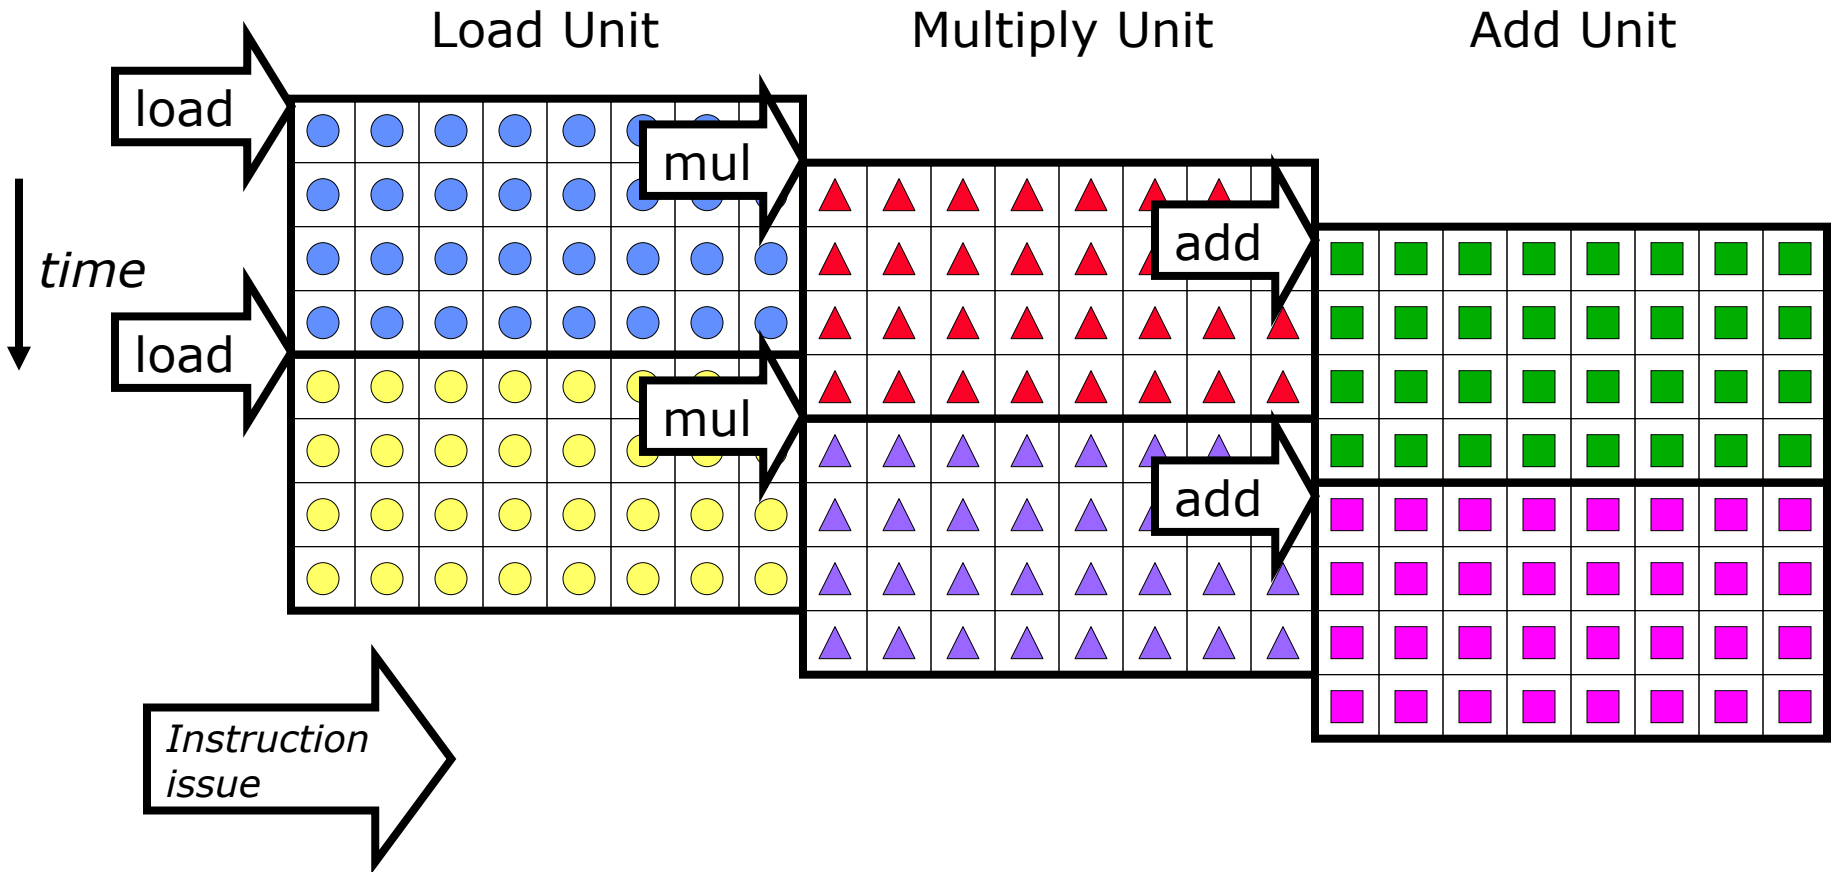 Load Unit
Multiply Unit
Add Unit
load
mul
add
time
load
mul
add
Instruction
issue